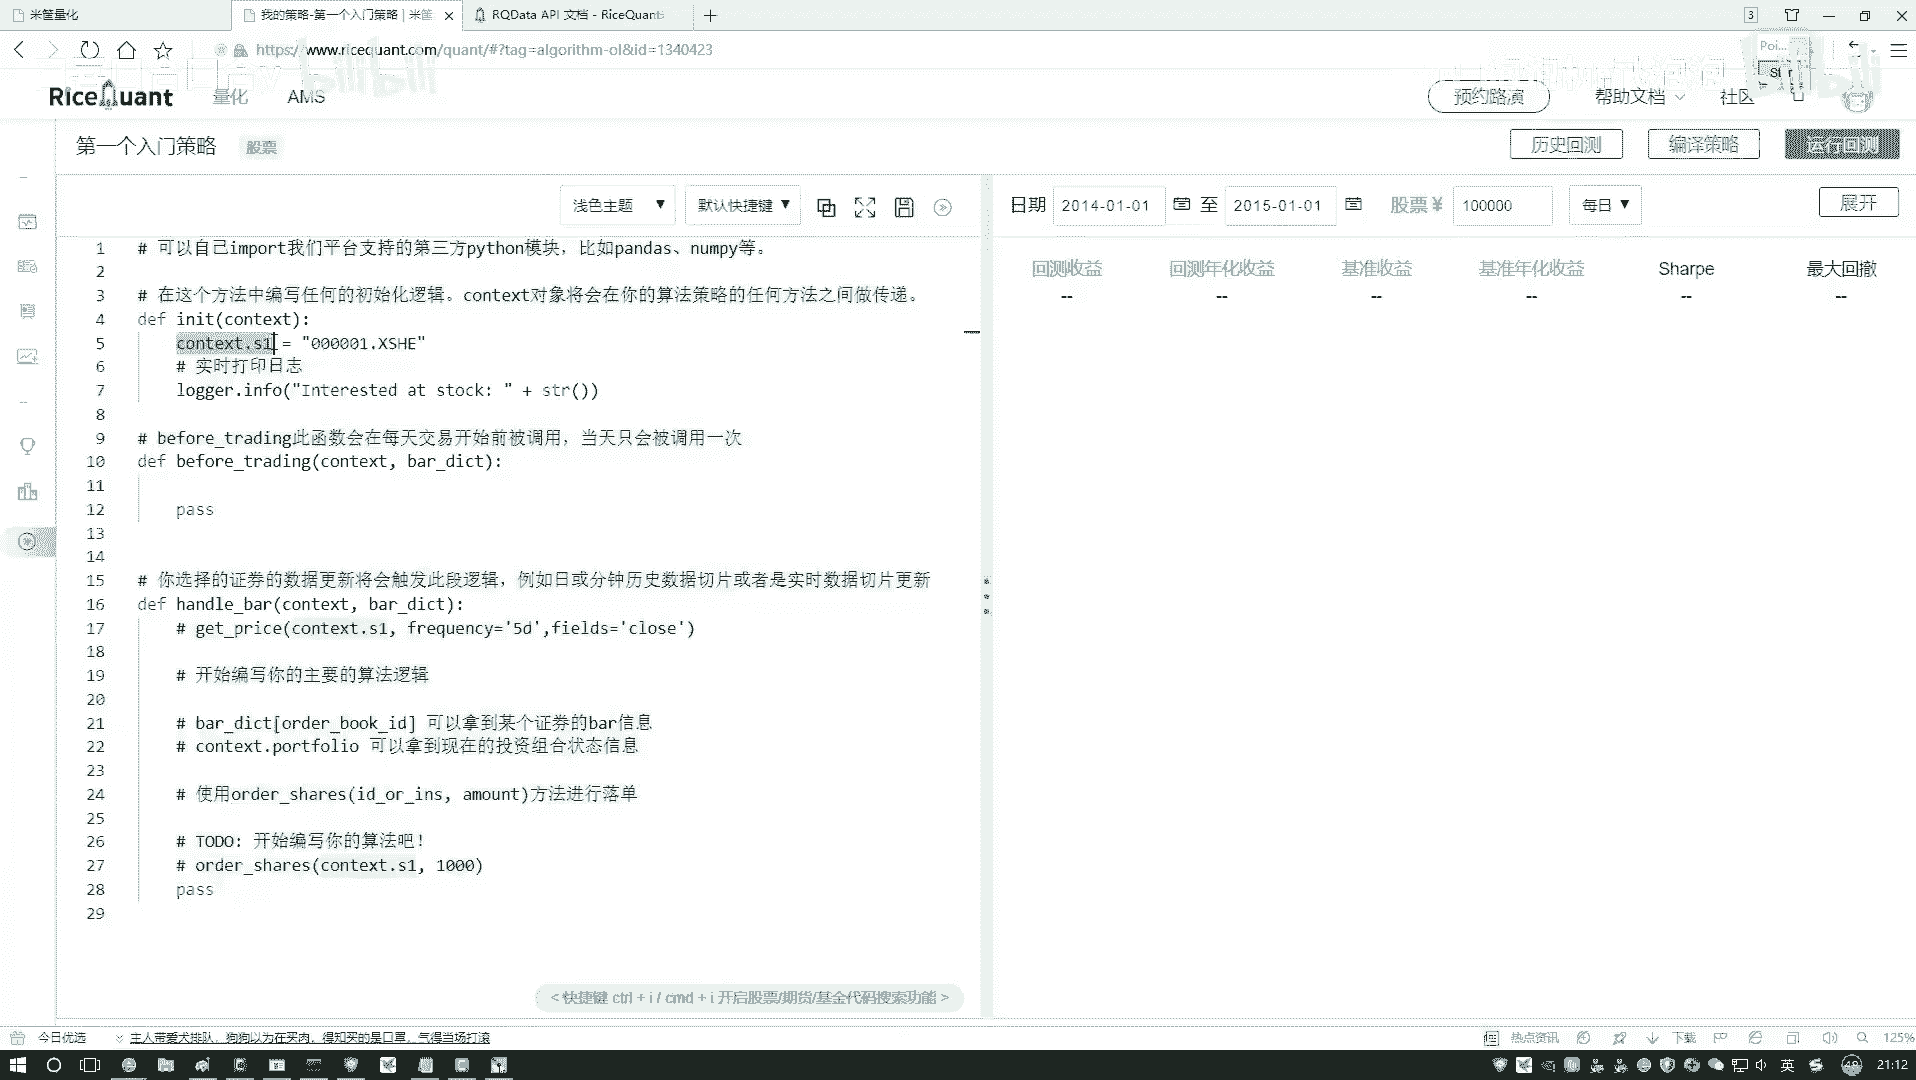 米筐量化
我的策略-第一个入门策略 | 米筐
RQData API 文档 - RiceQuant
3
https://www.ricequant.com/quant/#?tag=algorithm-ol&id=1340423
Poi...
RiceQuant
量化
AMS
预约路演
帮助文档
社区
第一个入门策略
股票
历史回测
编译策略
运行回测
浅色主题
默认快捷键
日期
2014-01-01
至
2015-01-01
股票 ¥
100000
每日
展开
回测收益
回测年化收益
基准收益
基准年化收益
Sharpe
最大回撤
--
--
--
--
--
--
1 # 可以自己import我们平台支持的第三方python模块，比如pandas、numpy等。
2
3 # 在这个方法中编写任何的初始化逻辑。context对象将会在你的算法策略的任何方法之间做传递。
4 def init(context):
5 context.s1 = "000001.XSHE"
6 # 实时打印日志
7 logger.info("Interested at stock: " + str())
8
9 # before_trading此函数会在每天交易开始前被调用，当天只会被调用一次
10 def before_trading(context, bar_dict):
11
12 pass
13
14
15 # 你选择的证券的数据更新将会触发此段逻辑，例如日或分钟历史数据切片或者是实时数据切片更新
16 def handle_bar(context, bar_dict):
17 # get_price(context.s1, frequency='5d',fields='close')
18
19 # 开始编写你的主要的算法逻辑
20
21 # bar_dict[order_book_id] 可以拿到某个证券的bar信息
22 # context.portfolio 可以拿到现在的投资组合状态信息
23
24 # 使用order_shares(id_or_ins, amount)方法进行落单
25
26 # TODO: 开始编写你的算法吧!
27 # order_shares(context.s1, 1000)
28 pass
29
< 快捷键 ctrl + i / cmd + i 开启股票/期货/基金代码搜索功能 >
今日优选
主人带爱犬排队，狗狗以为在买肉，得知买的是口罩，气得当场打滚
热点资讯
下载
125%
英
21:12